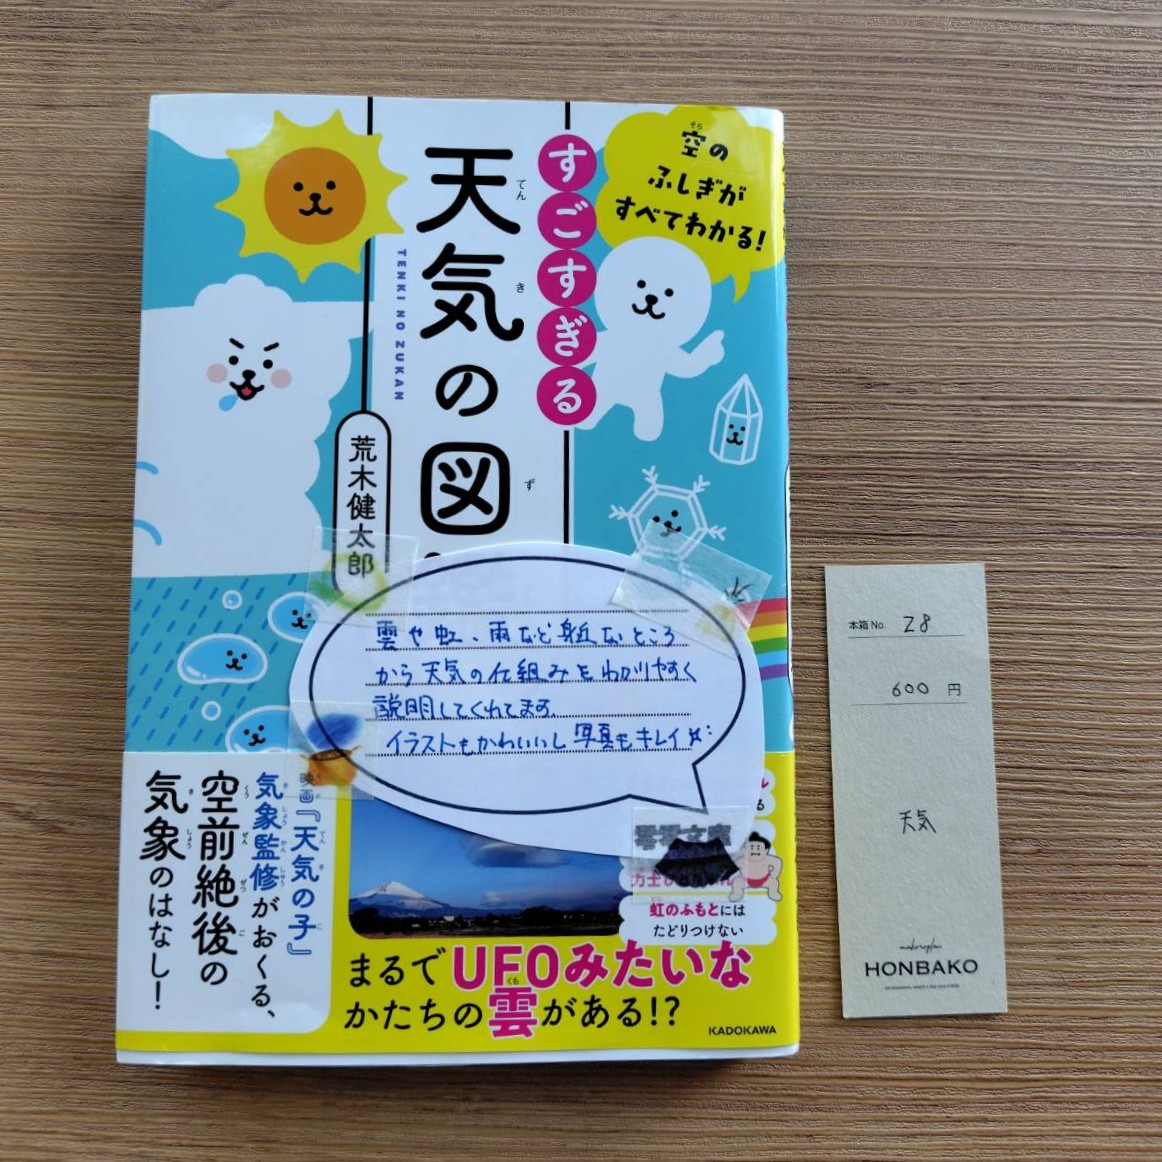 空のふしぎがすべてわかる!
すごすぎる
天気の図
TENKI NO ZUKAN
荒木健太郎
雲や虹、雨など身近なところ
から天気の仕組みをわかりやすく
説明してくれてます。
イラストもかわいいし写真もキレイ
映画『天気の子』
気象監修がおくる、
空前絶後の
気象のはなし!
虹のふもとには
たどりつけない
まるでUFOみたいな
かたちの雲がある!?
KADOKAWA
本箱 No. 28
600 円
天気
HONBAKO